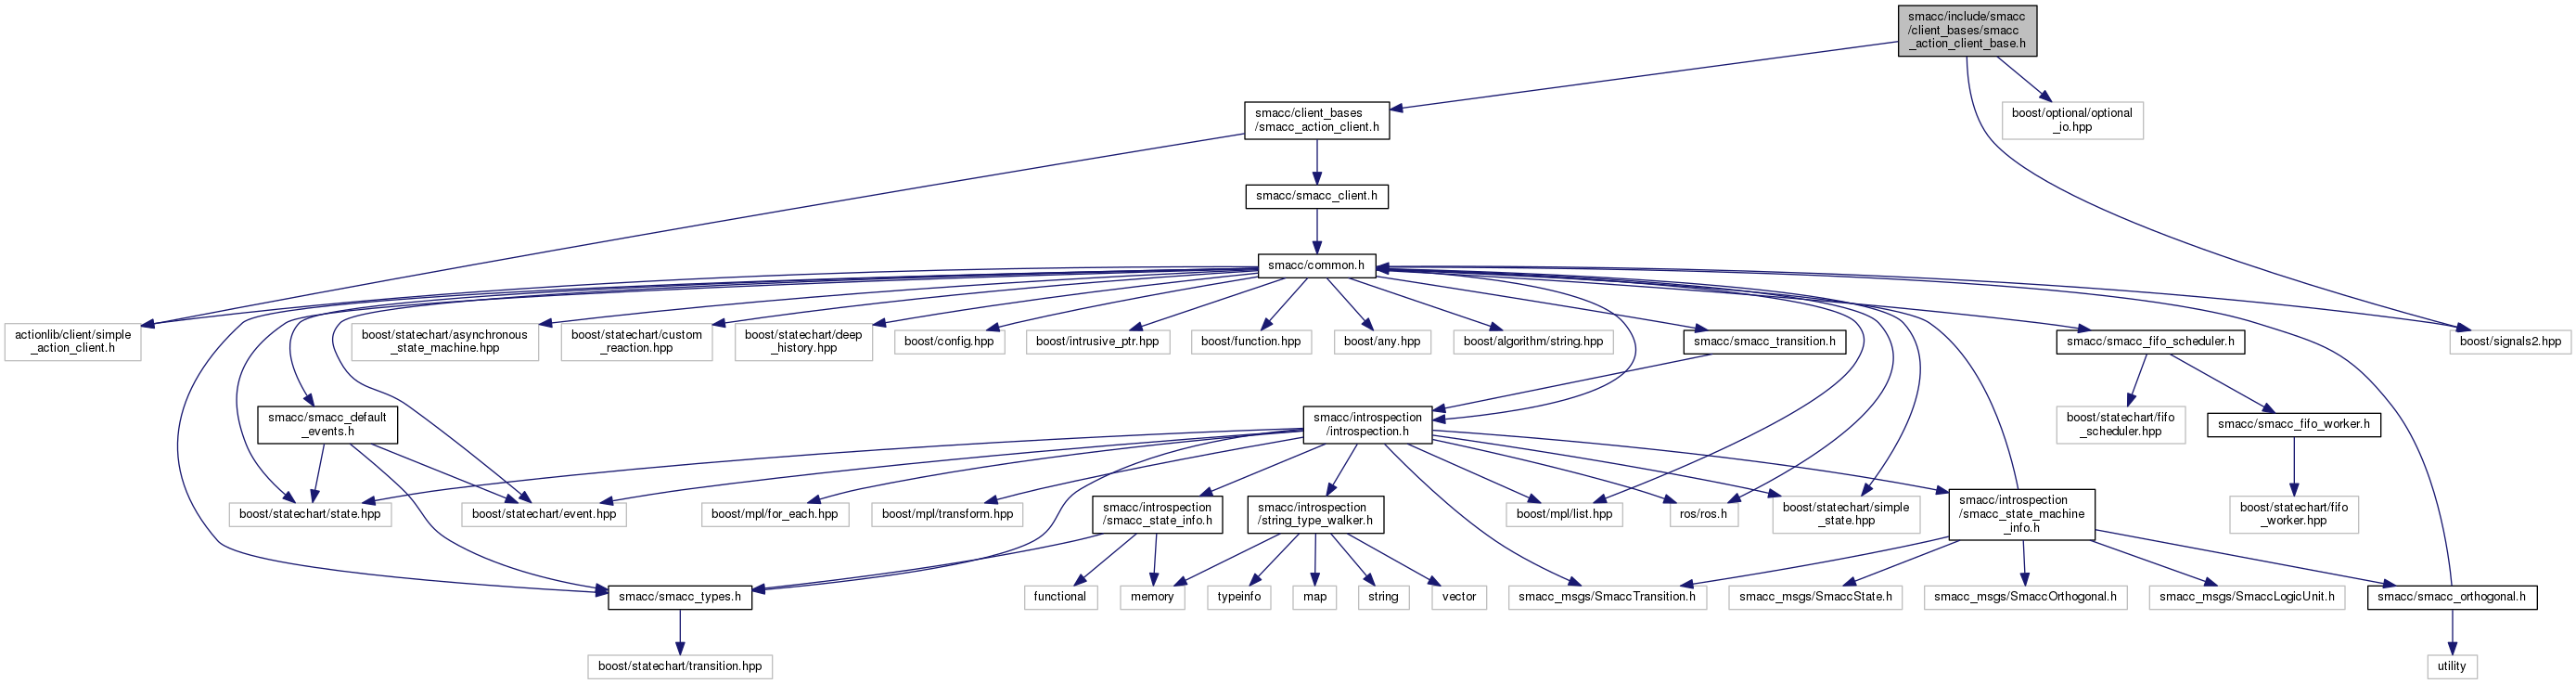 smacc/include/smacc
/client_bases/smacc
_action_client_base.h
smacc/client_bases
/smacc_action_client.h
boost/optional/optional
_io.hpp
smacc/smacc_client.h
smacc/common.h
actionlib/client/simple
_action_client.h
boost/statechart/asynchronous
_state_machine.hpp
boost/statechart/custom
_reaction.hpp
boost/statechart/deep
_history.hpp
boost/config.hpp
boost/intrusive_ptr.hpp
boost/function.hpp
boost/any.hpp
boost/algorithm/string.hpp
smacc/smacc_transition.h
smacc/smacc_fifo_scheduler.h
boost/signals2.hpp
smacc/smacc_default
_events.h
smacc/introspection
/introspection.h
boost/statechart/fifo
_scheduler.hpp
smacc/smacc_fifo_worker.h
boost/statechart/state.hpp
boost/statechart/event.hpp
boost/mpl/for_each.hpp
boost/mpl/transform.hpp
smacc/introspection
/smacc_state_info.h
smacc/introspection
/string_type_walker.h
boost/mpl/list.hpp
ros/ros.h
boost/statechart/simple
_state.hpp
smacc/introspection
/smacc_state_machine
_info.h
boost/statechart/fifo
_worker.hpp
smacc/smacc_types.h
functional
memory
typeinfo
map
string
vector
smacc_msgs/SmaccTransition.h
smacc_msgs/SmaccState.h
smacc_msgs/SmaccOrthogonal.h
smacc_msgs/SmaccLogicUnit.h
smacc/smacc_orthogonal.h
boost/statechart/transition.hpp
utility